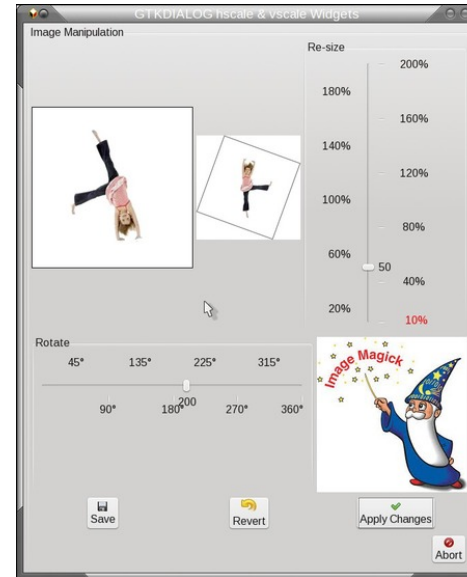 GTKDIALOG hscale & vscale Widgets
Image Manipulation
Re-size
200%
180%
160%
140%
120%
100%
80%
60%
50
40%
20%
10%
Rotate
45° 135° 225° 315°
200
90° 180° 270° 360°
Image Magick
Save
Revert
Apply Changes
Abort